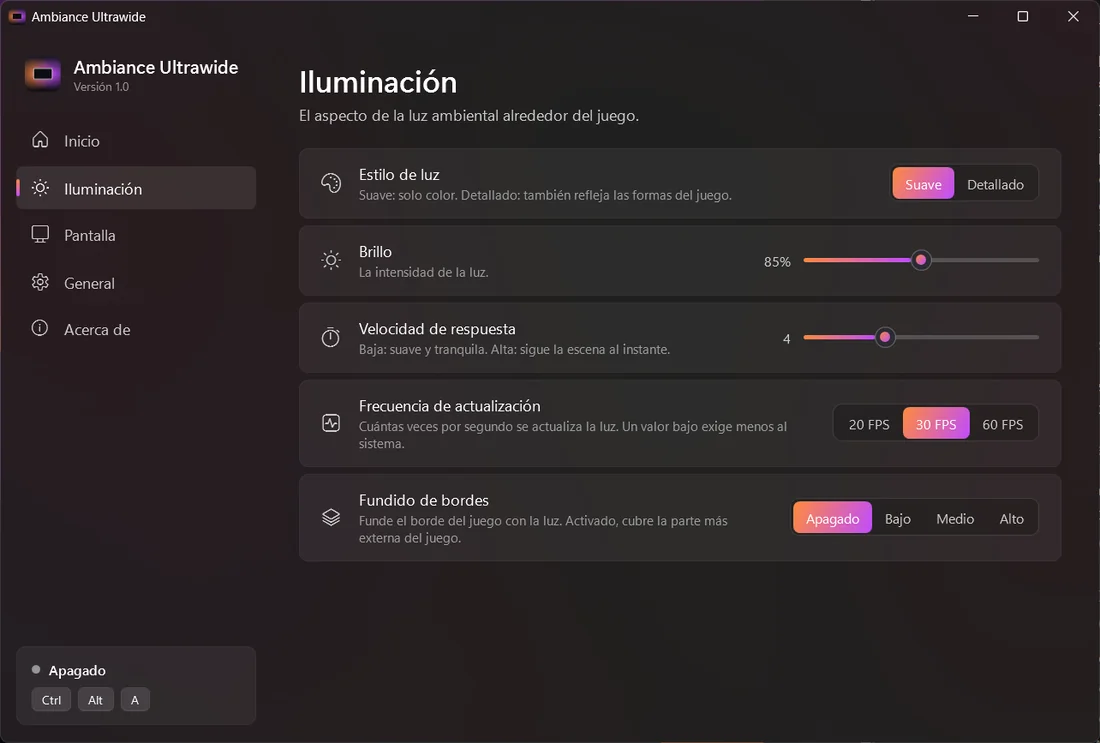 Ambiance Ultrawide
Ambiance Ultrawide
Versión 1.0
Inicio
Iluminación
Pantalla
General
Acerca de
Apagado
Ctrl Alt A
Iluminación
El aspecto de la luz ambiental alrededor del juego.
Estilo de luz
Suave: solo color. Detallado: también refleja las formas del juego.
Suave Detallado
Brillo
La intensidad de la luz.
85%
Velocidad de respuesta
Baja: suave y tranquila. Alta: sigue la escena al instante.
4
Frecuencia de actualización
Cuántas veces por segundo se actualiza la luz. Un valor bajo exige menos al
sistema.
20 FPS 30 FPS 60 FPS
Fundido de bordes
Funde el borde del juego con la luz. Activado, cubre la parte más
externa del juego.
Apagado Bajo Medio Alto